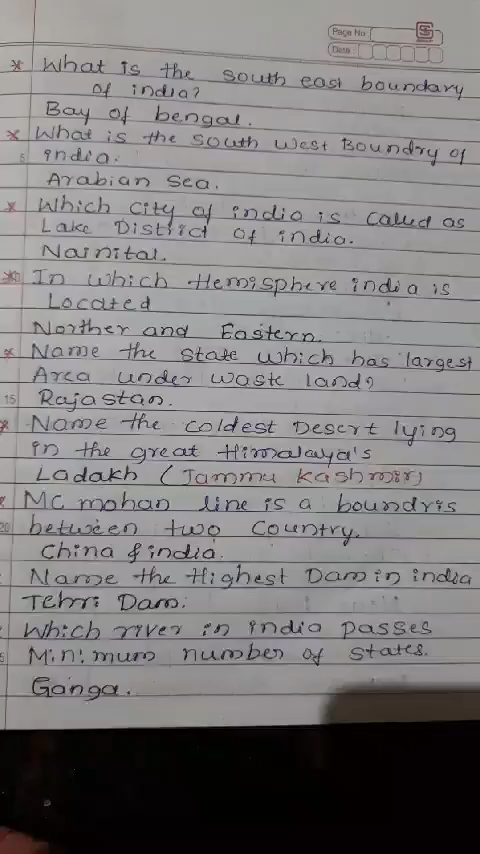 Page No
Date
* What is the south east boundary
of india?
Bay of bengal.
* What is the south west Boundry of
5 india.
Arabian sea.
* Which city of india is called as
Lake District of india.
Nainital.
* In which Hemisphere india is
Located
Norther and Eastern.
* Name the state which has largest
Area under waste land?
15 Rajastan.
* Name the coldest Desert lying
in the great Himalaya's
Ladakh (Jammu Kashmir)
* MC mohan line is a boundris
20 between two country.
China & india.
Name the Highest Dam in india
Tehri Dam.
Which river in india passes
5 Minimum number of states.
Ganga.